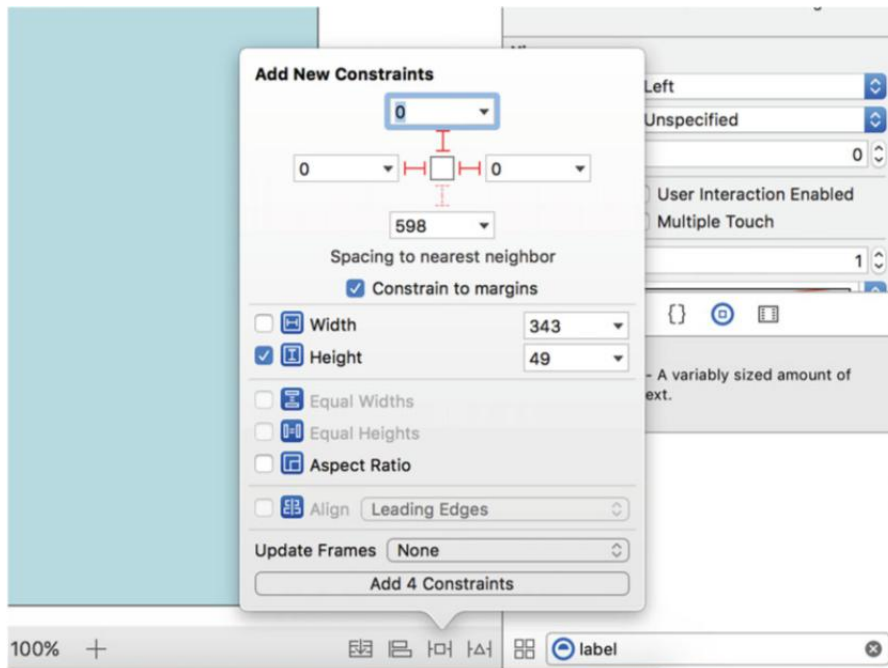 Add New Constraints
0
0
0
598
Spacing to nearest neighbor
Constrain to margins
Width
343
Height
49
Equal Widths
Equal Heights
Aspect Ratio
Align
Leading Edges
Update Frames
None
Add 4 Constraints
Left
Unspecified
0
User Interaction Enabled
Multiple Touch
1
{}
- A variably sized amount of
ext.
100%
label